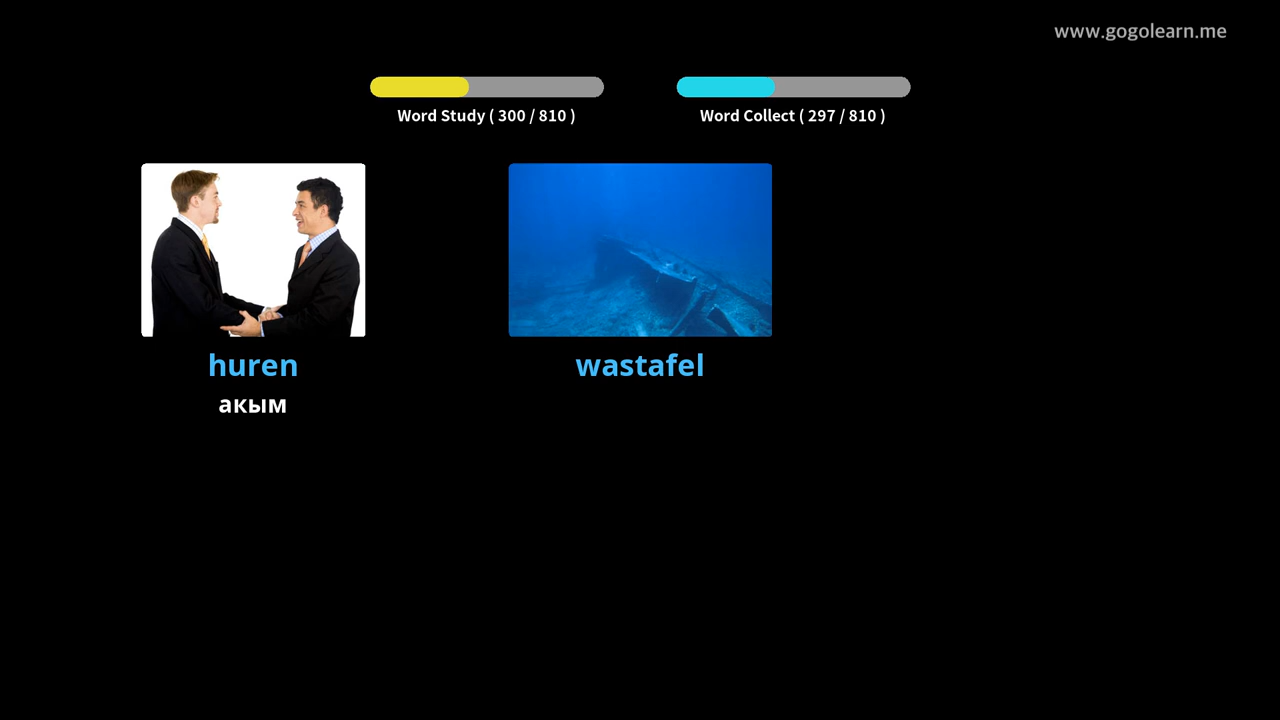 www.gogolearn.me
Word Study ( 300 / 810 )
Word Collect ( 297 / 810 )
huren
wastafel
акым